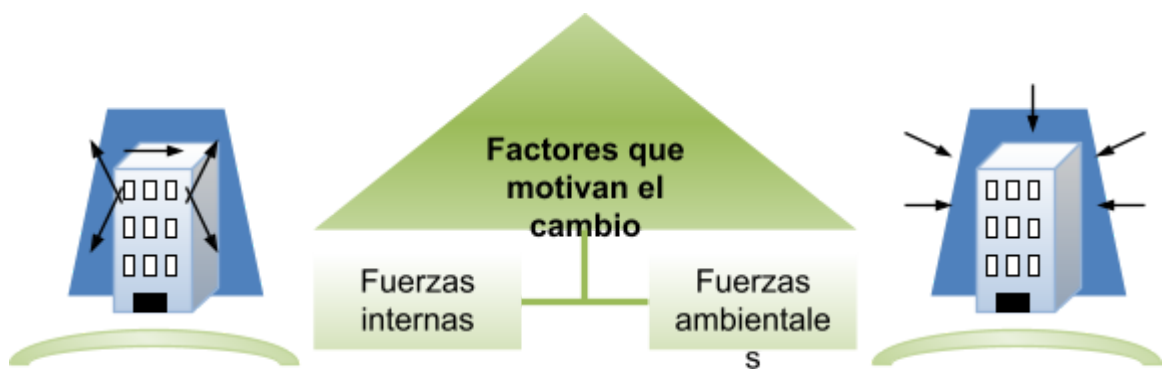 Factores que
motivan el
cambio
Fuerzas
internas
Fuerzas
ambientale
s